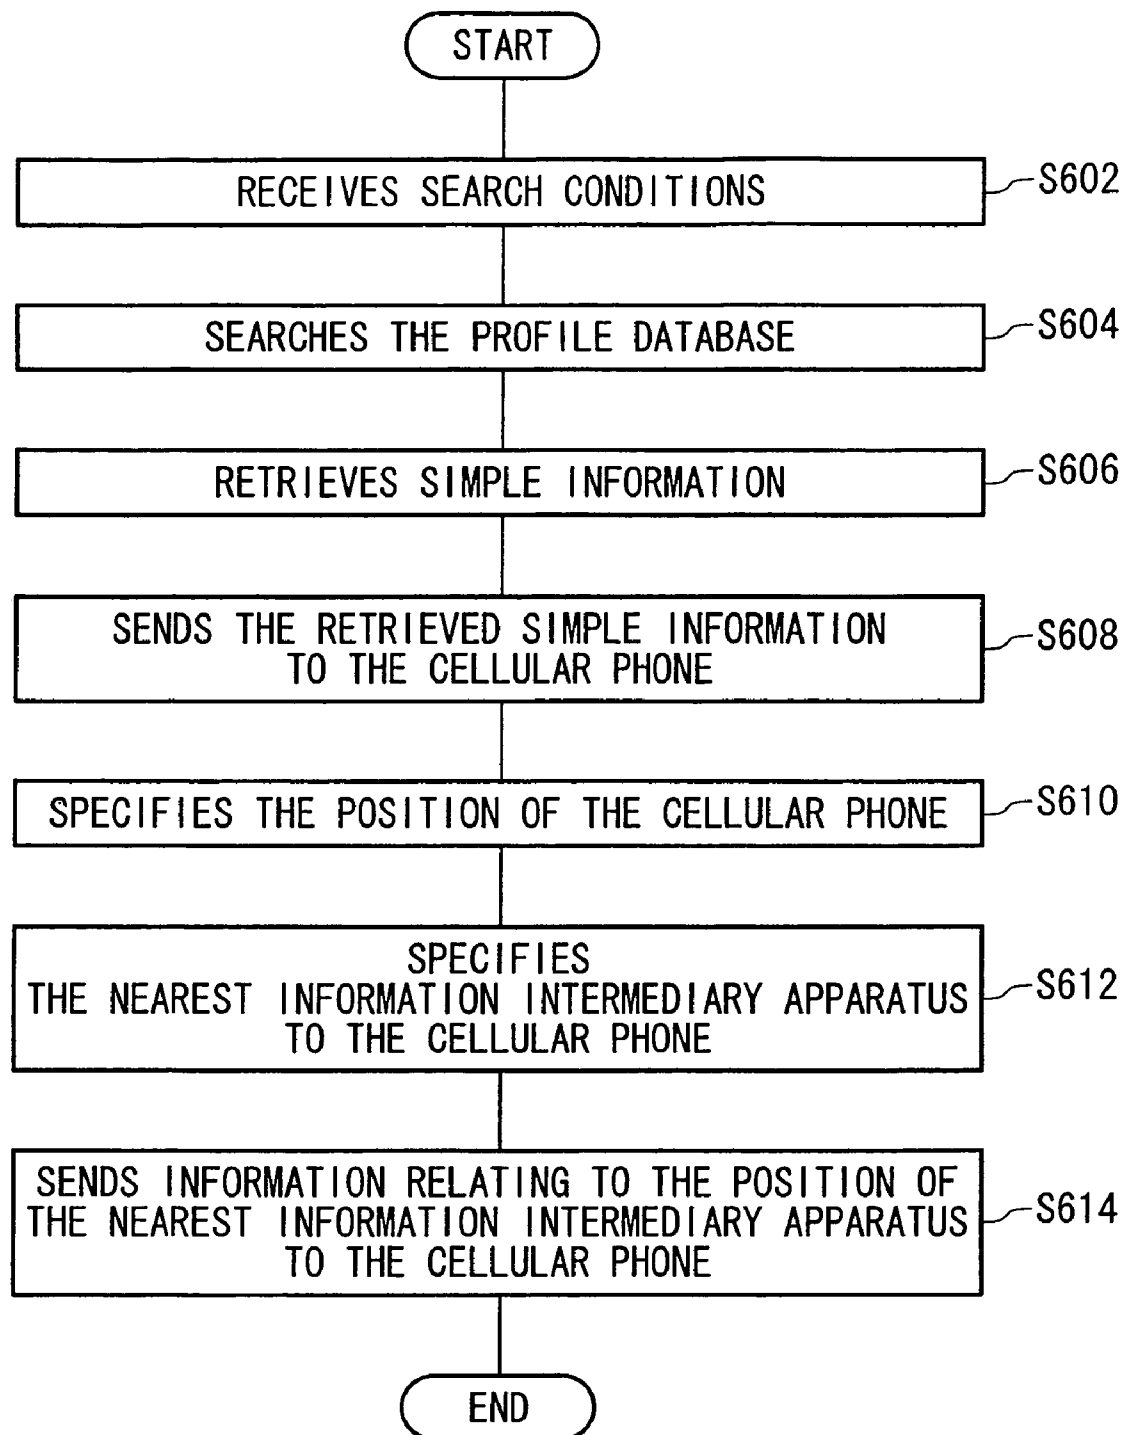 START
RECEIVES SEARCH CONDITIONS
S602
SEARCHES THE PROFILE DATABASE
S604
RETRIEVES SIMPLE INFORMATION
S606
SENDS THE RETRIEVED SIMPLE INFORMATION
TO THE CELLULAR PHONE
S608
SPECIFIES THE POSITION OF THE CELLULAR PHONE
S610
SPECIFIES
THE NEAREST INFORMATION INTERMEDIARY APPARATUS
TO THE CELLULAR PHONE
S612
SENDS INFORMATION RELATING TO THE POSITION OF
THE NEAREST INFORMATION INTERMEDIARY APPARATUS
TO THE CELLULAR PHONE
S614
END